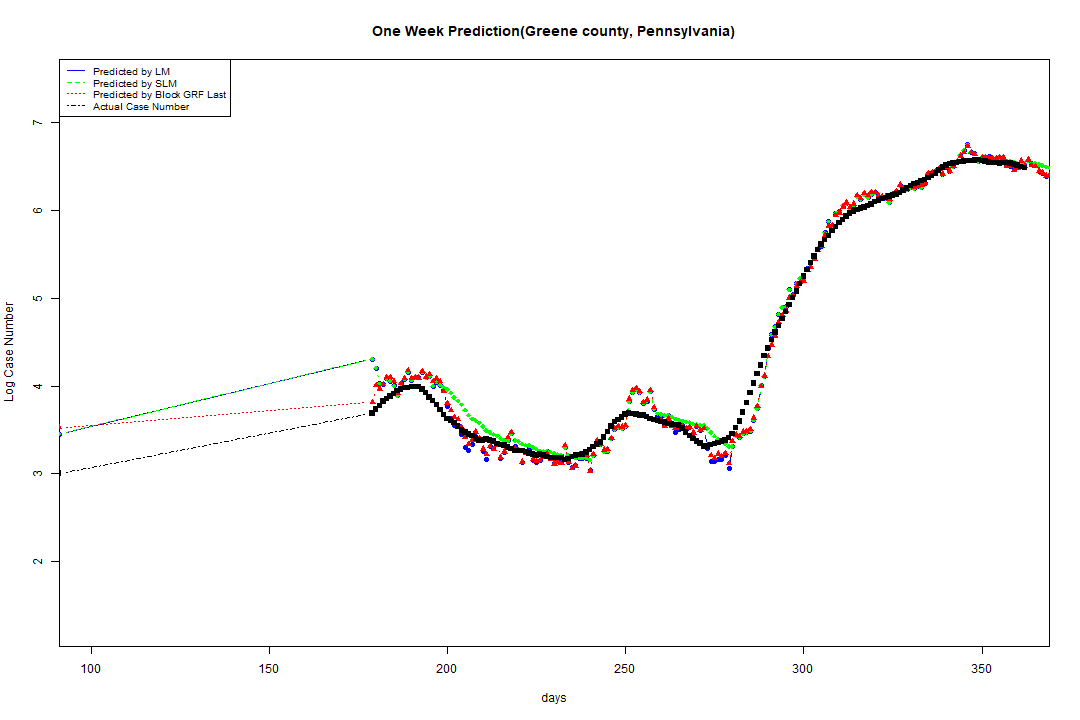 One Week Prediction(Greene county, Pennsylvania)
Predicted by LM
Predicted by SLM
Predicted by Block GRF Last
Actual Case Number
Log Case Number
7
6
5
4
3
2
100 150 200 250 300 350
days